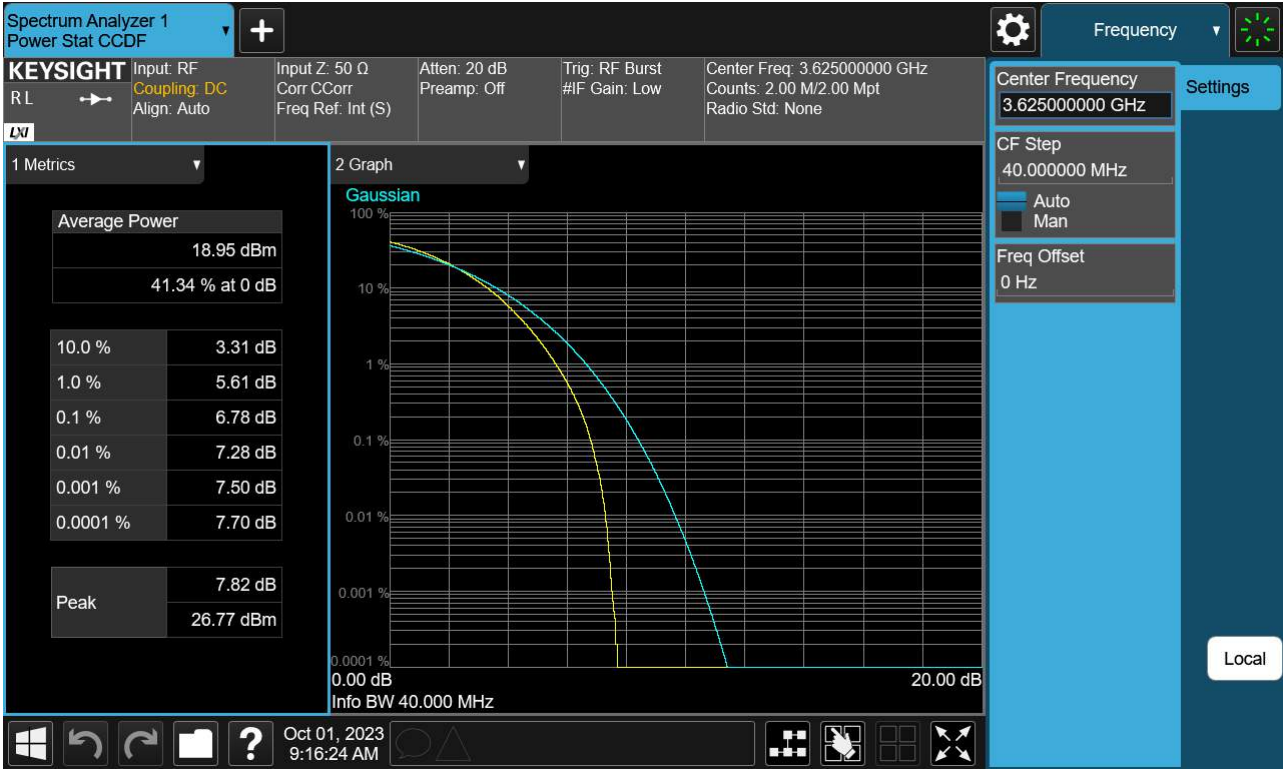 Spectrum Analyzer 1
Power Stat CCDF
+
Frequency
KEYSIGHT
RL
LXI
Input: RF
Coupling: DC
Align: Auto
Input Z: 50 Ω
Corr CCorr
Freq Ref: Int (S)
Atten: 20 dB
Preamp: Off
Trig: RF Burst
#IF Gain: Low
Center Freq: 3.625000000 GHz
Counts: 2.00 M/2.00 Mpt
Radio Std: None
Center Frequency
3.625000000 GHz
Settings
CF Step
40.000000 MHz
Auto
Man
Freq Offset
0 Hz
Local
1 Metrics
Average Power
18.95 dBm
41.34 % at 0 dB
10.0 % 3.31 dB
1.0 % 5.61 dB
0.1 % 6.78 dB
0.01 % 7.28 dB
0.001 % 7.50 dB
0.0001 % 7.70 dB
Peak
7.82 dB
26.77 dBm
2 Graph
Gaussian
100 %
10 %
1 %
0.1 %
0.01 %
0.001 %
0.0001 %
0.00 dB 20.00 dB
Info BW 40.000 MHz
?
Oct 01, 2023
9:16:24 AM